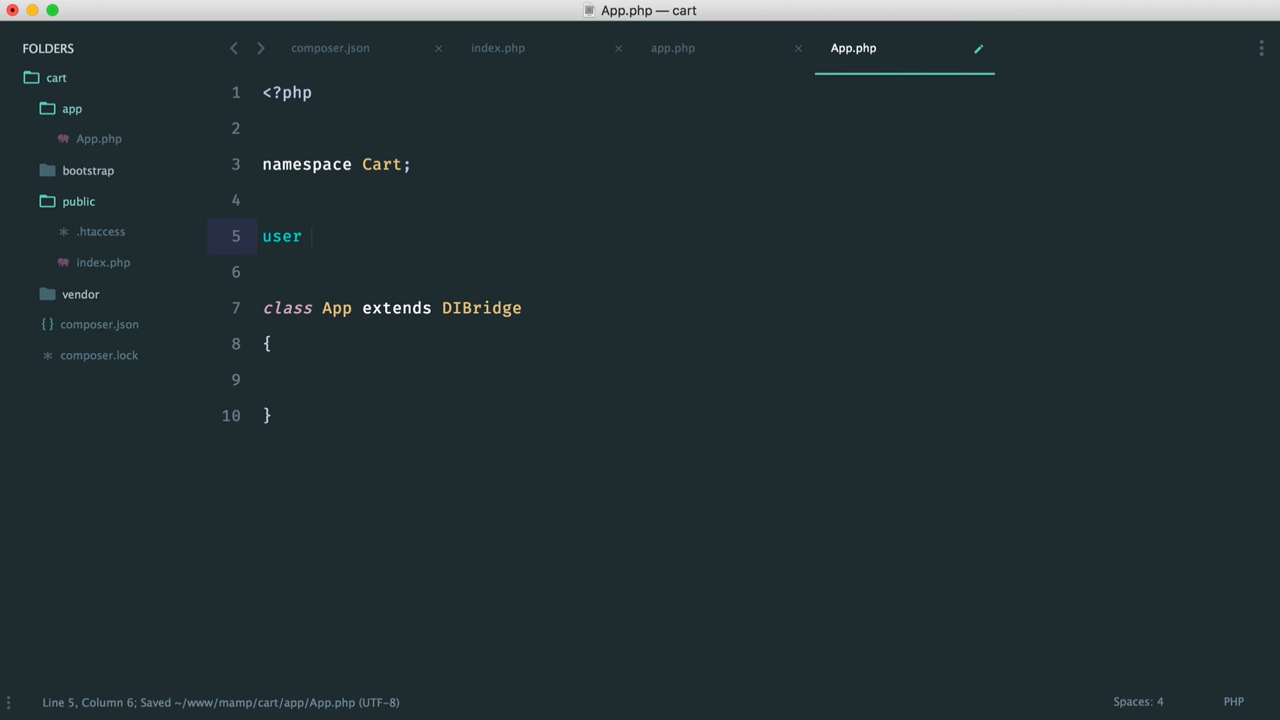 App.php — cart
FOLDERS
cart
app
App.php
bootstrap
public
.htaccess
index.php
vendor
{ } composer.json
* composer.lock
composer.json ×
index.php ×
app.php ×
App.php
1 <?php
2
3 namespace Cart;
4
5 user
6
7 class App extends DIBridge
8 {
9
10 }
Line 5, Column 6; Saved ~/www/mamp/cart/app/App.php (UTF-8)
Spaces: 4
PHP